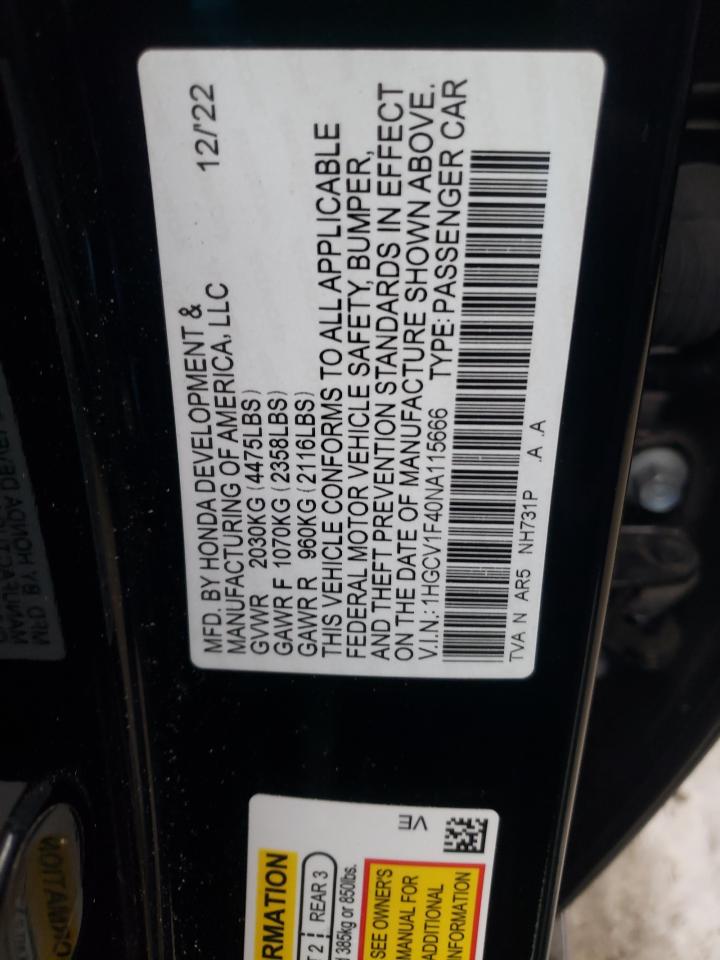 MFD. BY HONDA DEVELOPMENT &
MANUFACTURING OF AMERICA, LLC 12/'22
GVWR 2030KG (4475LBS)
GAWR F 1070KG (2358LBS)
GAWR R 960KG (2116LBS)
THIS VEHICLE CONFORMS TO ALL APPLICABLE
FEDERAL MOTOR VEHICLE SAFETY, BUMPER,
AND THEFT PREVENTION STANDARDS IN EFFECT
ON THE DATE OF MANUFACTURE SHOWN ABOVE.
V.I.N.: 1HGCV1F40NA115666 TYPE: PASSENGER CAR
TVA N AR5 NH731P .A .A
RMATION
T 2 | REAR 3
385kg or 850lbs.
SEE OWNER'S
MANUAL FOR
ADDITIONAL
INFORMATION
VE